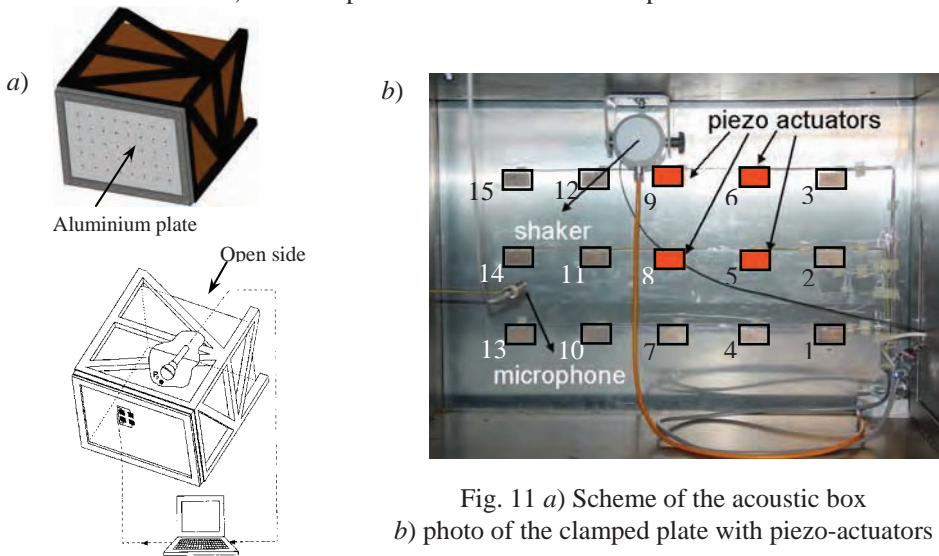 a)
Aluminium plate
Open side
b)
piezo actuators
15 12 9 6 3
shaker
14 11 8 5 2
13 10 7 4 1
microphone
Fig. 11 a) Scheme of the acoustic box
b) photo of the clamped plate with piezo-actuators